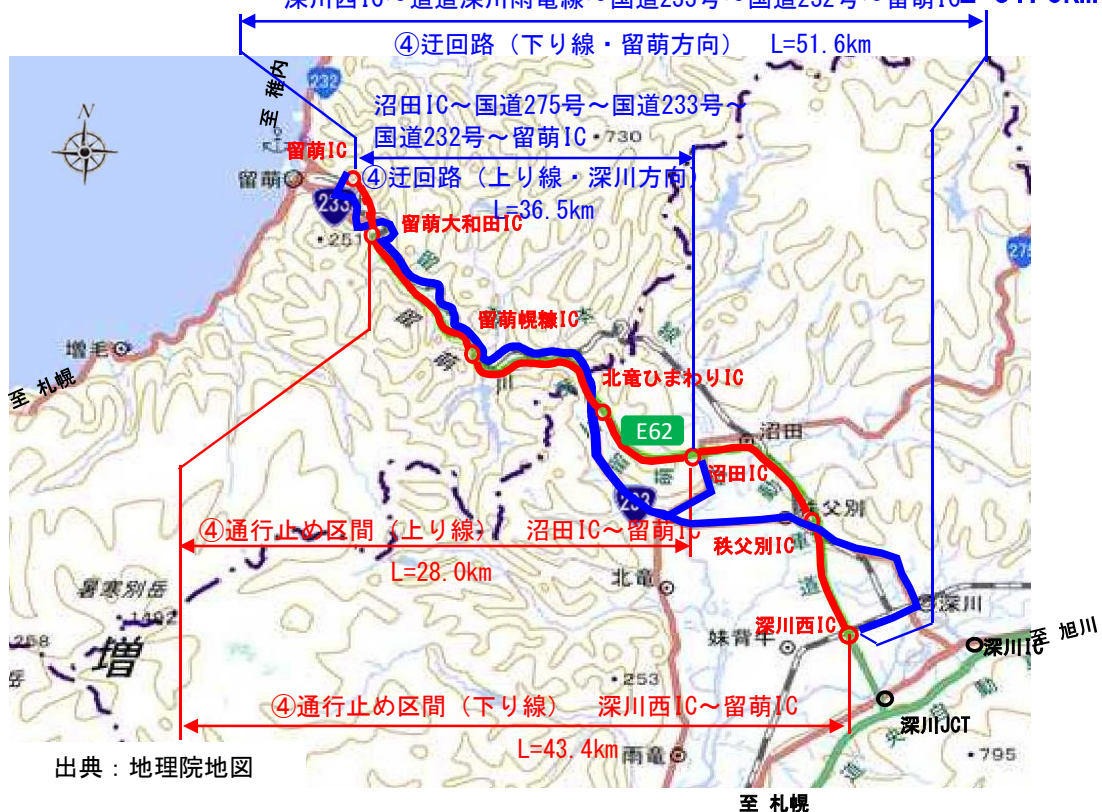 深川西IC～道道深川雨竜線～国道233号～国道232号～留萌IC
④迂回路（下り線・留萌方向）　L=51.6km
232
至 稚内
N
沼田IC～国道275号～国道233号～
国道232号～留萌IC
・730
留萌IC
留萌
④迂回路（上り線・深川方向）
L=36.5km
233
・251
留萌大和田IC
275
留萌幌糠IC
増毛
至 札幌
北竜ひまわりIC
E62
沼田
沼田IC
233
秩父別
④通行止め区間（上り線）　沼田IC～留萌IC
秩父別IC
L=28.0km
北竜
暑寒別岳
・1492
深川
深川西IC
妹背牛
至 旭川
深川IC
258
増
岳
・253
④通行止め区間（下り線）　深川西IC～留萌IC
深川JCT
L=43.4km
雨竜
・795
出典：地理院地図
至 札幌